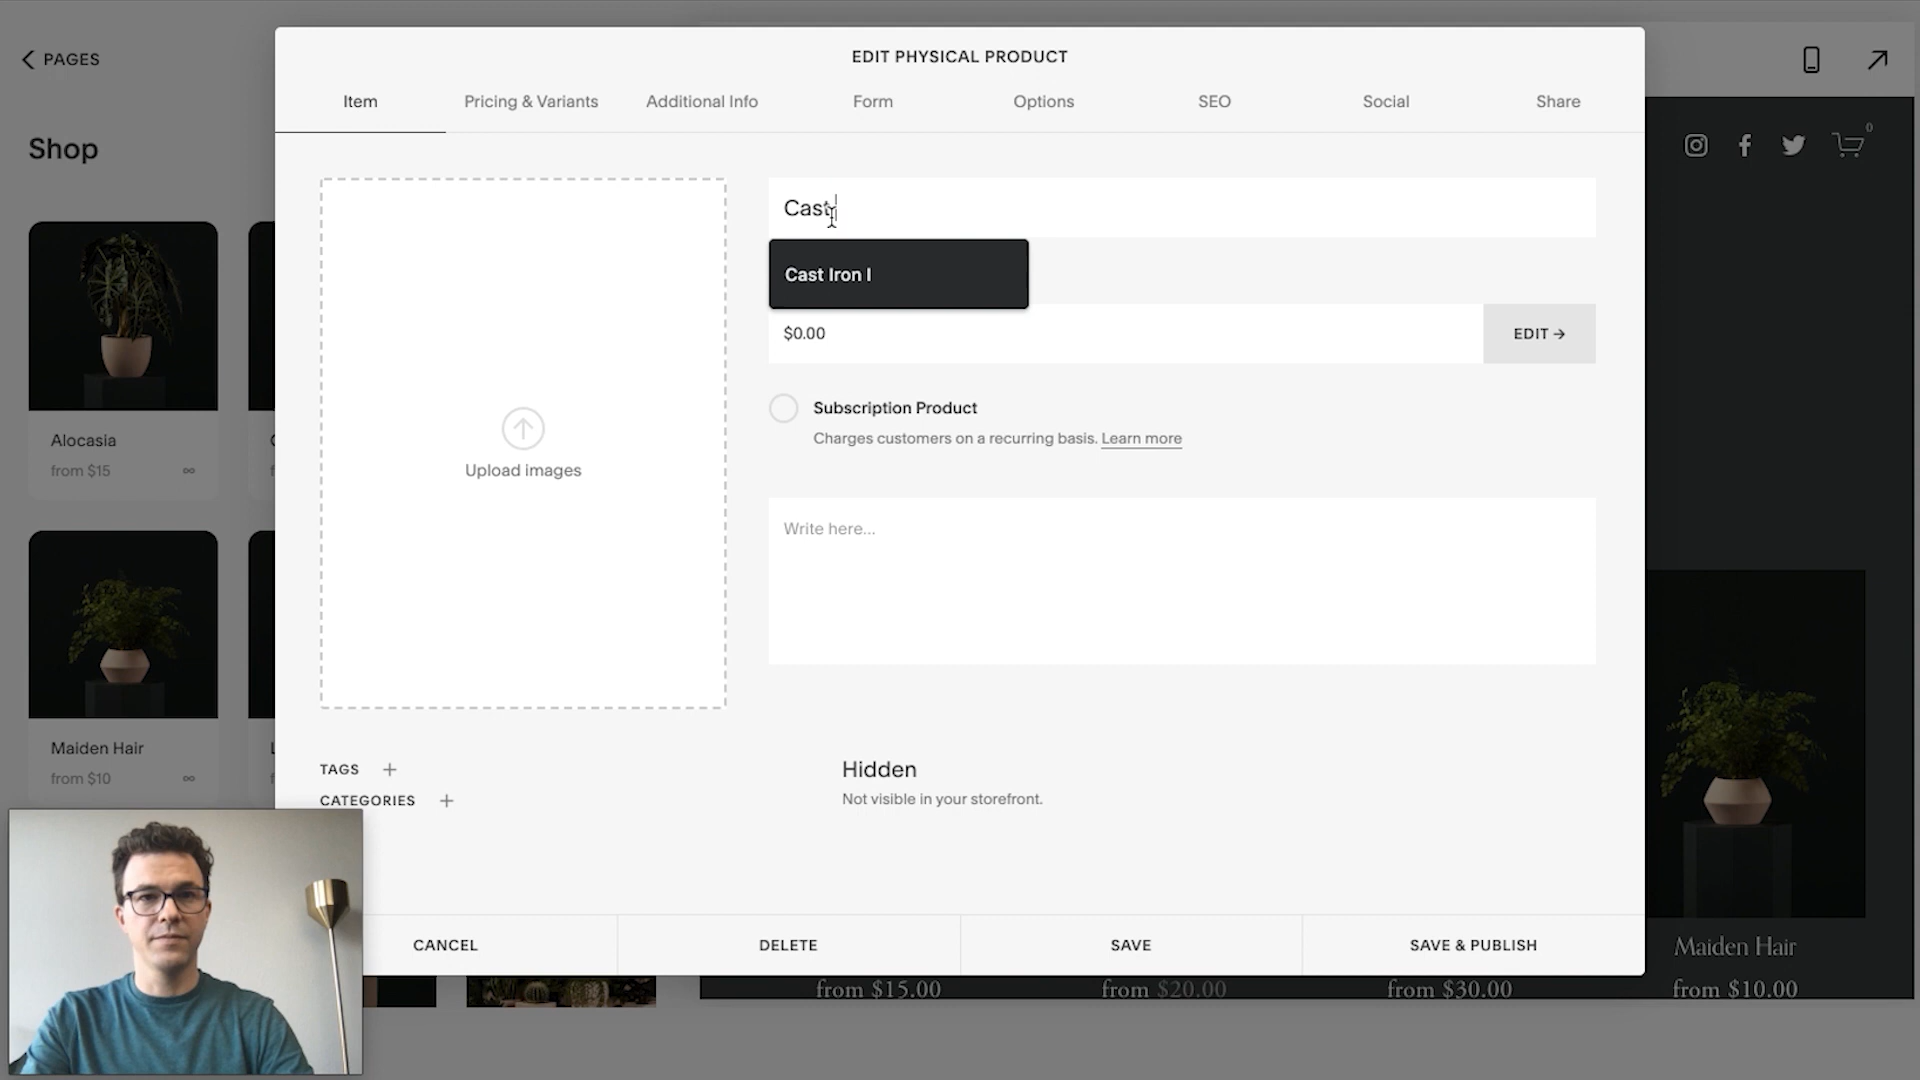 PAGES
EDIT PHYSICAL PRODUCT
Item
Pricing & Variants
Additional Info
Form
Options
SEO
Social
Share
Shop
0
Cast
Cast Iron I
$0.00
EDIT →
Subscription Product
Charges customers on a recurring basis. Learn more
Upload images
Write here...
Alocasia
from $15
Maiden Hair
from $10
TAGS +
CATEGORIES +
Hidden
Not visible in your storefront.
CANCEL
DELETE
SAVE
SAVE & PUBLISH
Maiden Hair
from $15.00
from $20.00
from $30.00
from $10.00